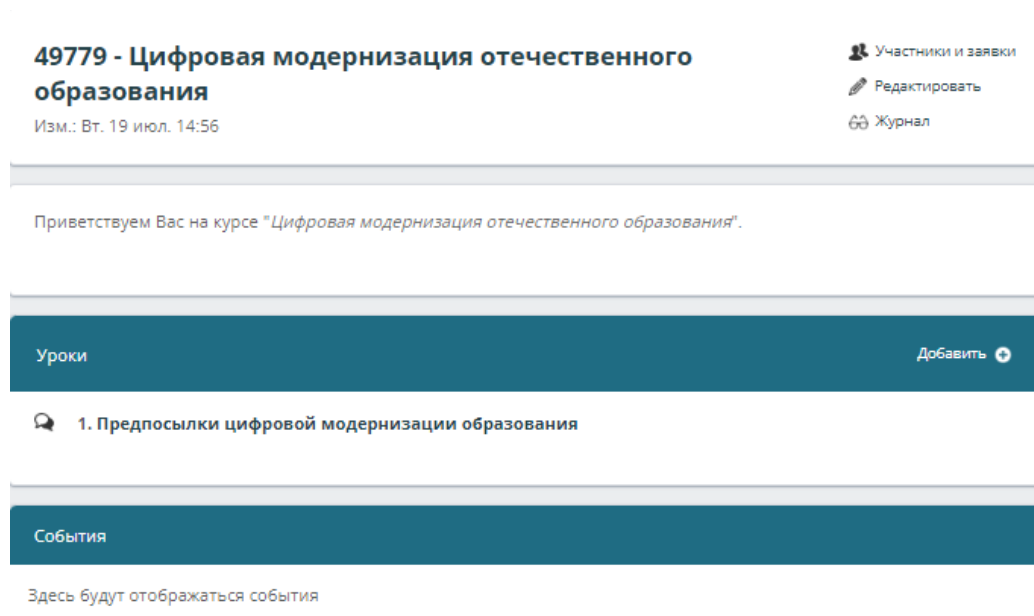 49779 - Цифровая модернизация отечественного
образования
Изм.: Вт. 19 июл. 14:56
Участники и заявки
Редактировать
Журнал
Приветствуем Вас на курсе "Цифровая модернизация отечественного образования".
Уроки
Добавить
1. Предпосылки цифровой модернизации образования
События
Здесь будут отображаться события